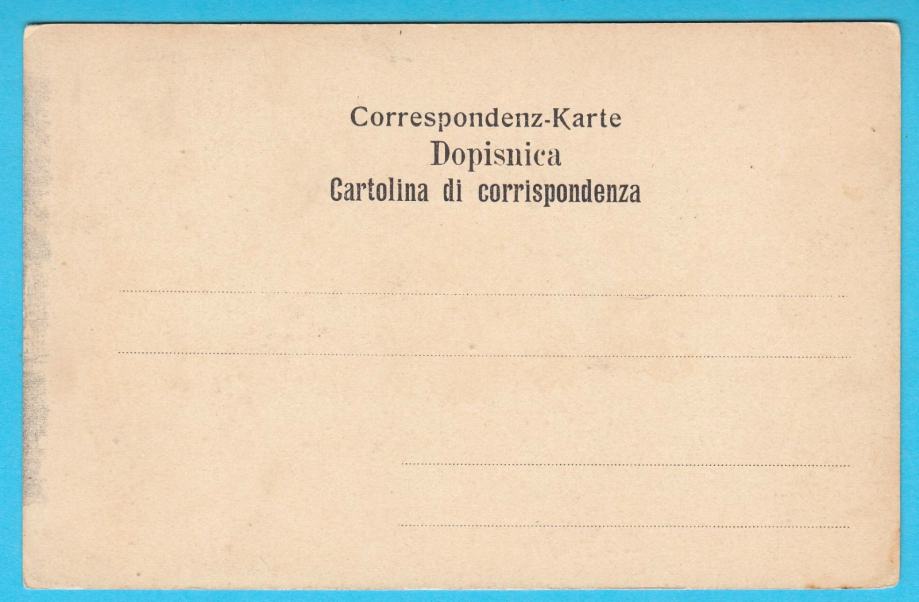 Correspondenz-Karte
Dopisnica
Cartolina di corrispondenza